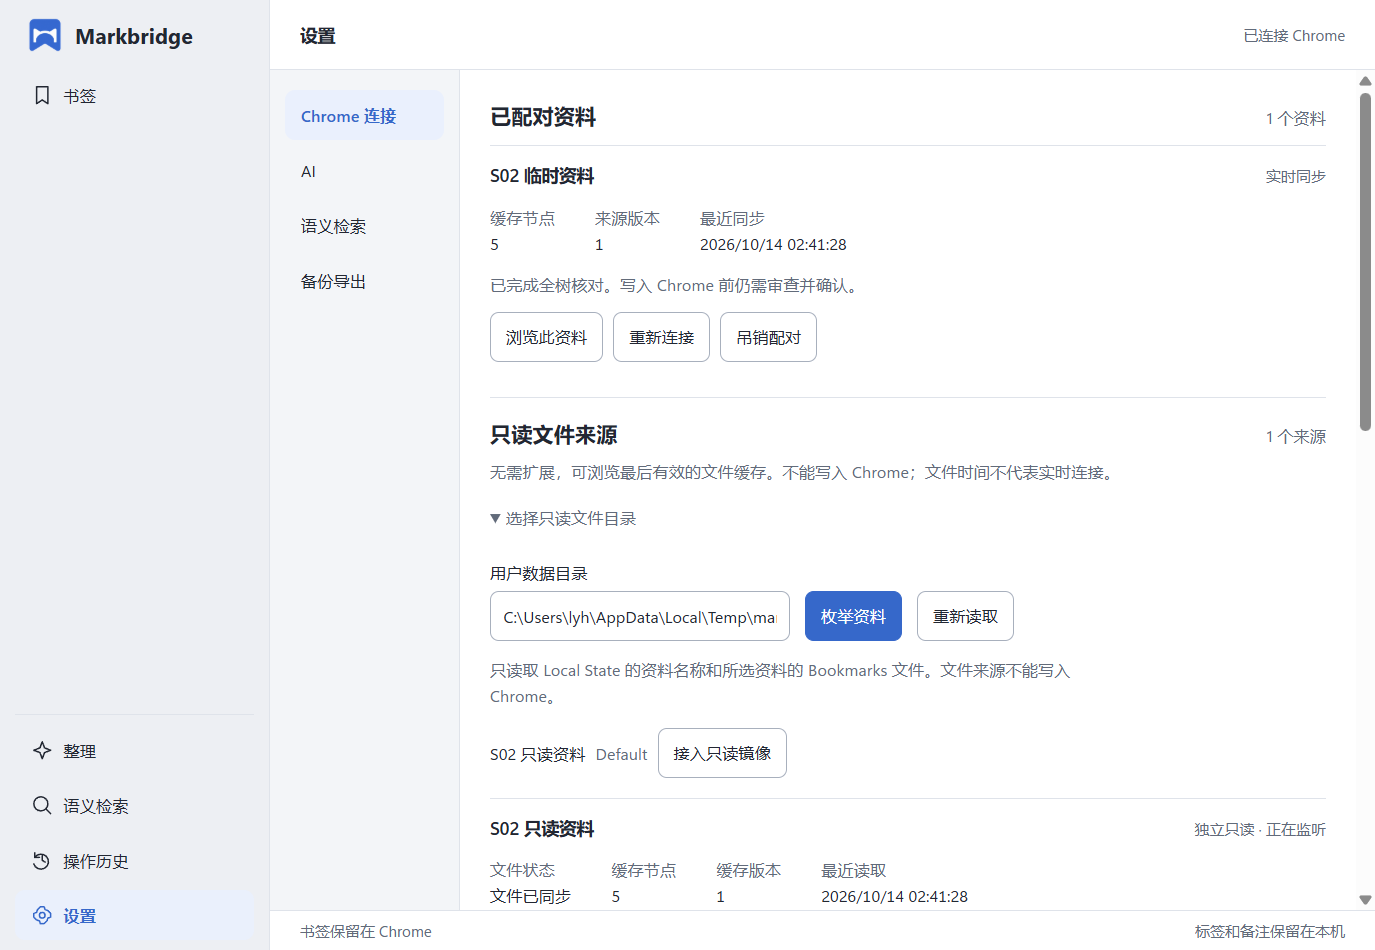 Markbridge
书签
整理
语义检索
操作历史
设置
设置
已连接 Chrome
Chrome 连接
AI
语义检索
备份导出
已配对资料
1 个资料
S02 临时资料
实时同步
缓存节点 来源版本 最近同步
5 1 2026/10/14 02:41:28
已完成全树核对。写入 Chrome 前仍需审查并确认。
浏览此资料 重新连接 吊销配对
只读文件来源
1 个来源
无需扩展，可浏览最后有效的文件缓存。不能写入 Chrome；文件时间不代表实时连接。
▼ 选择只读文件目录
用户数据目录
C:\Users\lyh\AppData\Local\Temp\mai 枚举资料 重新读取
只读取 Local State 的资料名称和所选资料的 Bookmarks 文件。文件来源不能写入
Chrome。
S02 只读资料 Default 接入只读镜像
S02 只读资料
独立只读 · 正在监听
文件状态 缓存节点 缓存版本 最近读取
文件已同步 5 1 2026/10/14 02:41:28
书签保留在 Chrome
标签和备注保留在本机